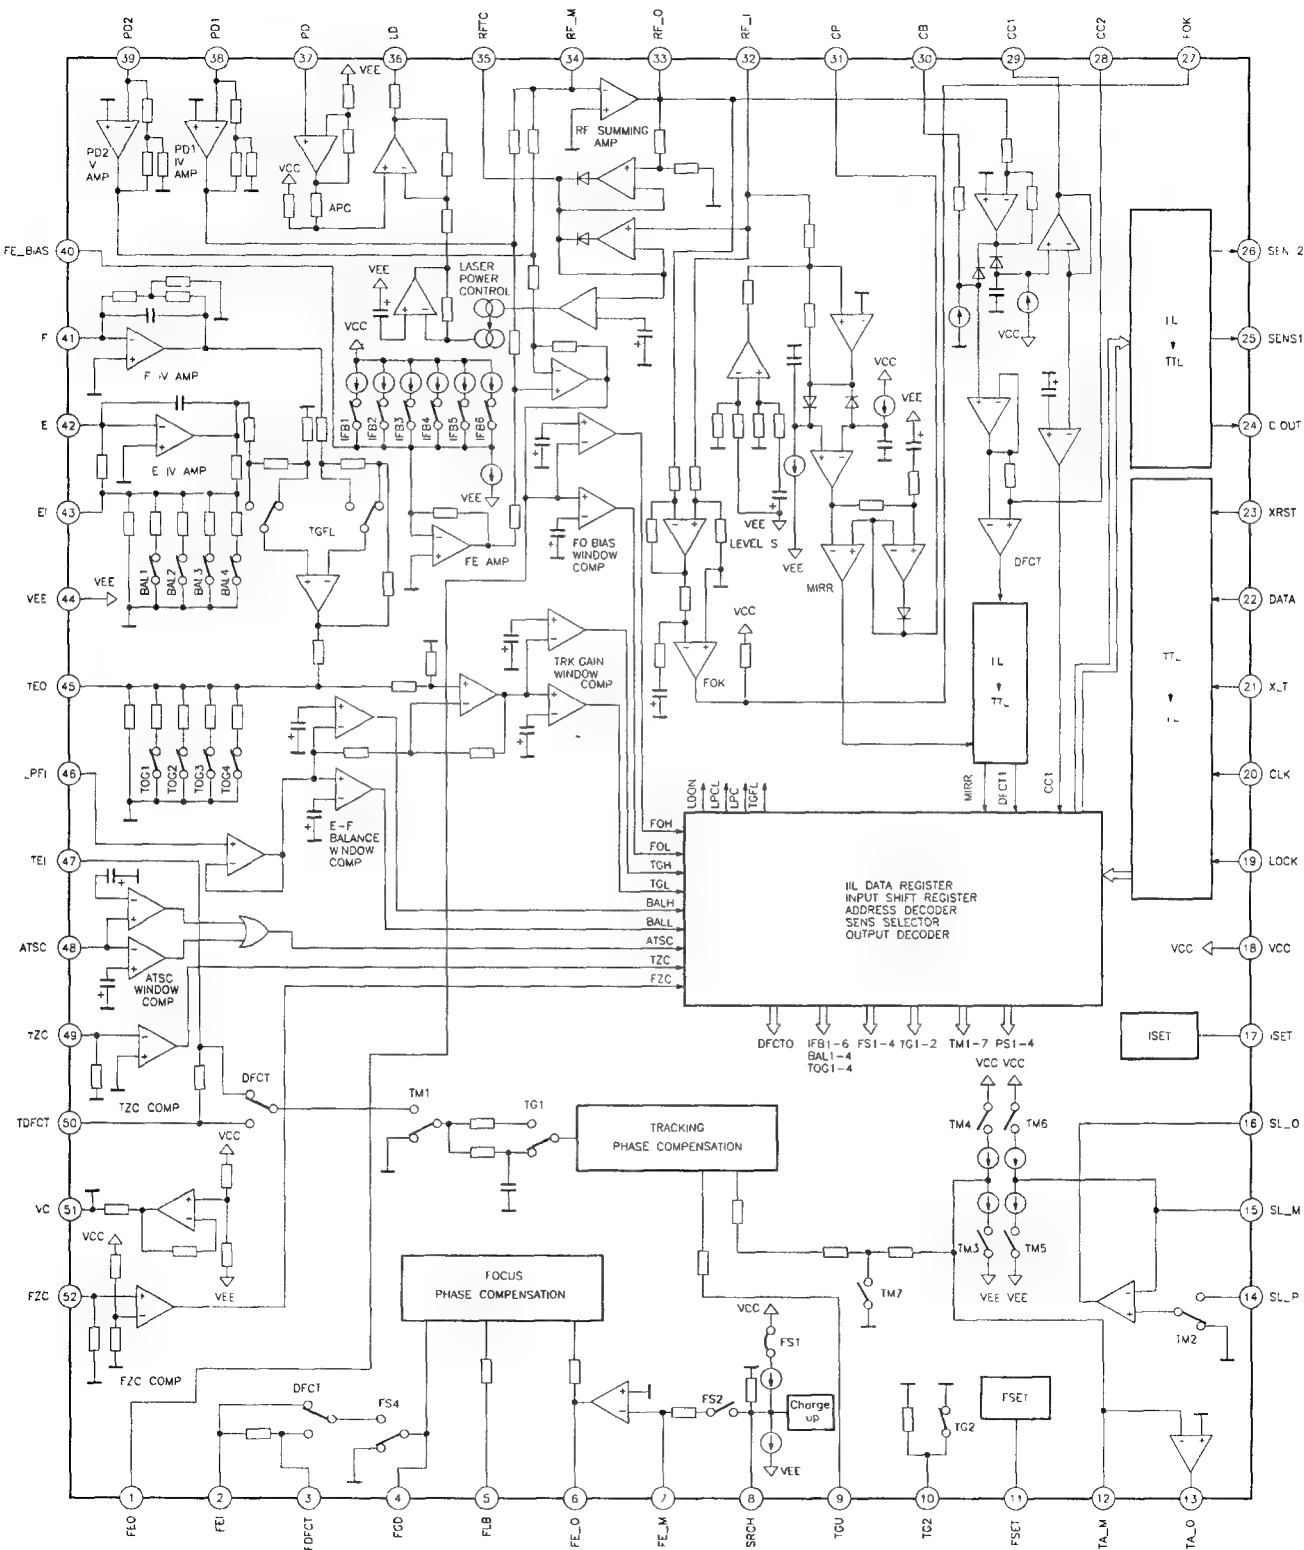 PD2
PD1
PD
LD
RFTC
RF_M
RF_O
RF_I
CP
CB
CC1
CC2
FOK
39
38
37
36
35
34
33
32
31
30
29
28
27
VEE
RF SUMMING
AMP
PD2
V
AMP
PD1
IV
AMP
VCC
APC
FE_BIAS
40
VEE
LASER
POWER
CONTROL
26
SEN 2
VCC
IL
TTL
VCC
F
41
25
SENS1
F IV AMP
VCC
VEE
IFB1
IFB2
IFB3
IFB4
IFB5
IFB6
E
42
24
C OUT
E IV AMP
VEE
EI
43
TGFL
FE AMP
FO BIAS
WINDOW
COMP
VEE
LEVEL S
VEE
MIRR
DFCT
23
XRST
BAL1
BAL2
BAL3
BAL4
VEE
44
VEE
22
DATA
VCC
TRK GAIN
WINDOW
COMP
FOK
IL
TTL
TTL
TEO
45
21
X_T
TOG1
TOG2
TOG3
TOG4
_PFI
46
20
CLK
E-F
BALANCE
W NDOW
COMP
LDON
LPCL
LPC
TGFL
MIRR
DFCT1
CC1
FOH
FOL
TGH
TGL
BALH
BALL
ATSC
TZC
FZC
TEI
47
19
LOCK
IIL DATA REGISTER
INPUT SHIFT REGISTER
ADDRESS DECODER
SENS SELECTOR
OUTPUT DECODER
ATSC
48
VCC
18
VCC
ATSC
WINDOW
COMP
TZC
49
ISET
17
ISET
DFCTO
IFB1-6
BAL1-4
TOG1-4
FS1-4
TG1-2
TM1-7
PS1-4
TZC COMP
DFCT
VCC VCC
TM1
TG1
TRACKING
PHASE COMPENSATION
TM4
TM6
TDFCT
50
16
SL_O
VCC
VC
51
15
SL_M
VCC
VEE
TM3
TM5
FOCUS
PHASE COMPENSATION
TM7
VEE VEE
FZC
52
14
SL_P
TM2
VCC
FS1
FZC COMP
DFCT
FS4
FS2
Charge
up
VEE
TG2
FSET
1
2
3
4
5
6
7
8
9
10
11
12
13
FEO
FEI
FDFCT
FGD
FLB
FE_O
FE_M
SRCH
TGU
TG2
FSET
TA_M
TA_O